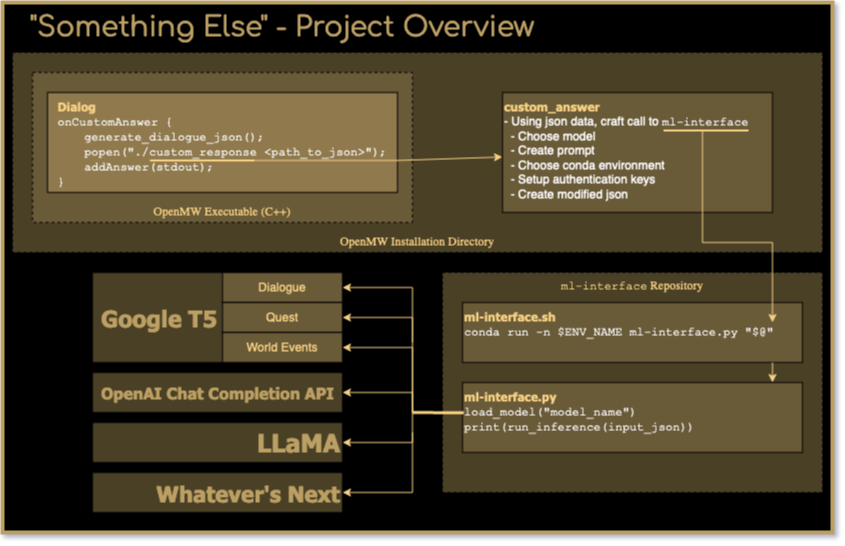 "Something Else" - Project Overview
Dialog
onCustomAnswer {
generate_dialogue_json();
popen("./custom_response <path_to_json>");
addAnswer(stdout);
}
OpenMW Executable (C++)
custom_answer
- Using json data, craft call to ml-interface
- Choose model
- Create prompt
- Choose conda environment
- Setup authentication keys
- Create modified json
OpenMW Installation Directory
ml-interface Repository
ml-interface.sh
conda run -n $ENV_NAME ml-interface.py "$@"
ml-interface.py
load_model("model_name")
print(run_inference(input_json))
Google T5
Dialogue
Quest
World Events
OpenAI Chat Completion API
LLaMA
Whatever's Next